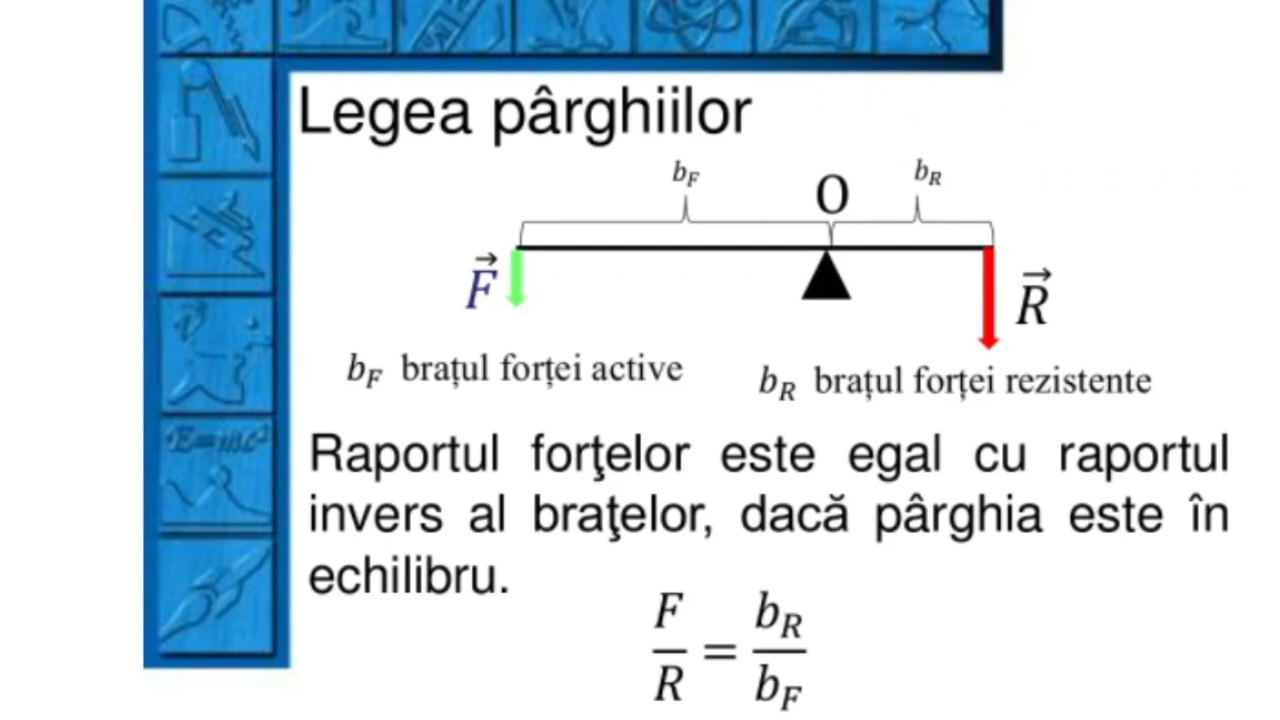 E=mc²
Legea pârghiilor
b_F
b_R
O
F⃗
R⃗
b_F brațul forței active
b_R brațul forței rezistente
Raportul forţelor este egal cu raportul
invers al braţelor, dacă pârghia este în
echilibru.
F/R = b_R/b_F